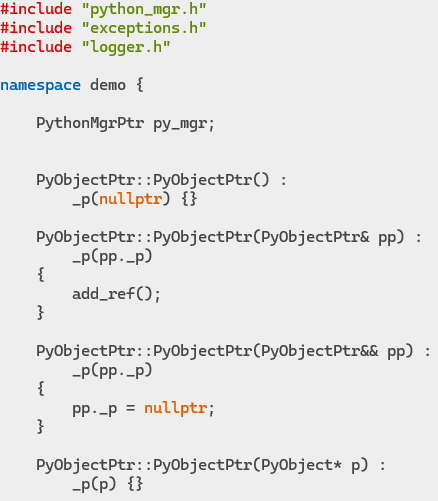 #include "python_mgr.h"
#include "exceptions.h"
#include "logger.h"

namespace demo {

    PythonMgrPtr py_mgr;


    PyObjectPtr::PyObjectPtr() :
        _p(nullptr) {}

    PyObjectPtr::PyObjectPtr(PyObjectPtr& pp) :
        _p(pp._p)
    {
        add_ref();
    }

    PyObjectPtr::PyObjectPtr(PyObjectPtr&& pp) :
        _p(pp._p)
    {
        pp._p = nullptr;
    }

    PyObjectPtr::PyObjectPtr(PyObject* p) :
        _p(p) {}